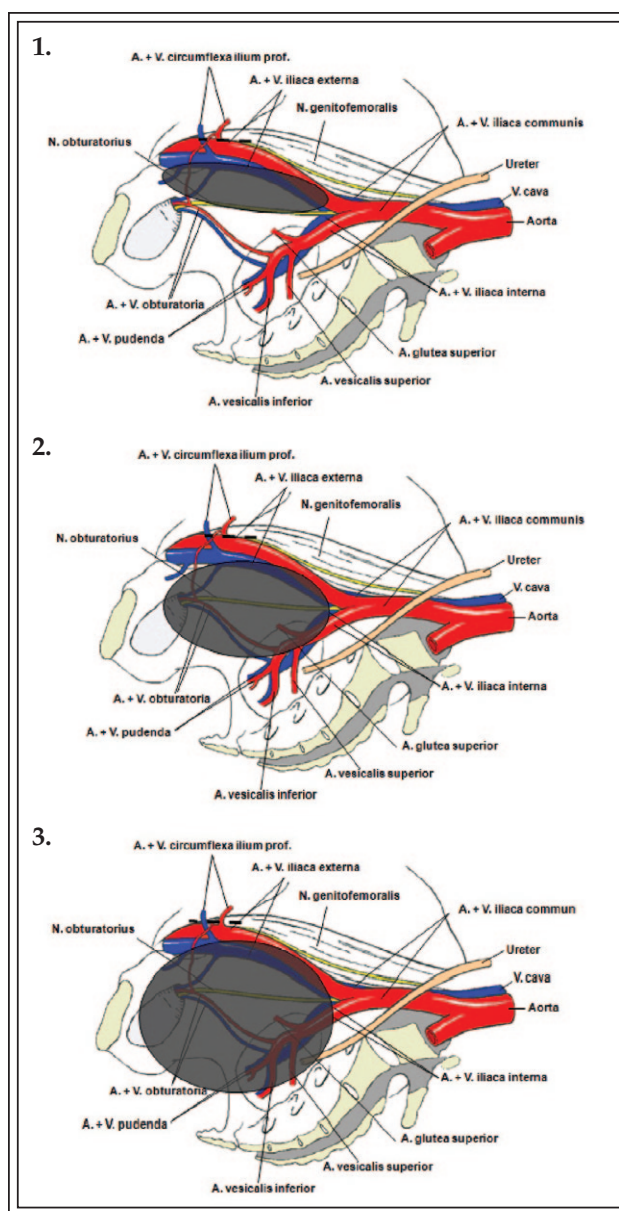 1.
A. + V. circumflexa ilium prof.
A. + V. iliaca externa
N. genitofemoralis
N. obturatorius
A. + V. iliaca communis
Ureter
V. cava
Aorta
A. + V. obturatoria
A. + V. iliaca interna
A. + V. pudenda
A. glutea superior
A. vesicalis superior
A. vesicalis inferior
2.
A. + V. circumflexa ilium prof.
A. + V. iliaca externa
N. genitofemoralis
N. obturatorius
A. + V. iliaca communis
Ureter
V. cava
Aorta
A. + V. obturatoria
A. + V. iliaca interna
A. + V. pudenda
A. glutea superior
A. vesicalis superior
A. vesicalis inferior
3.
A. + V. circumflexa ilium prof.
A. + V. iliaca externa
N. genitofemoralis
N. obturatorius
A. + V. iliaca commun
Ureter
V. cava
Aorta
A. + V. obturatoria
A. + V. iliaca interna
A. + V. pudenda
A. glutea superior
A. vesicalis superior
A. vesicalis inferior